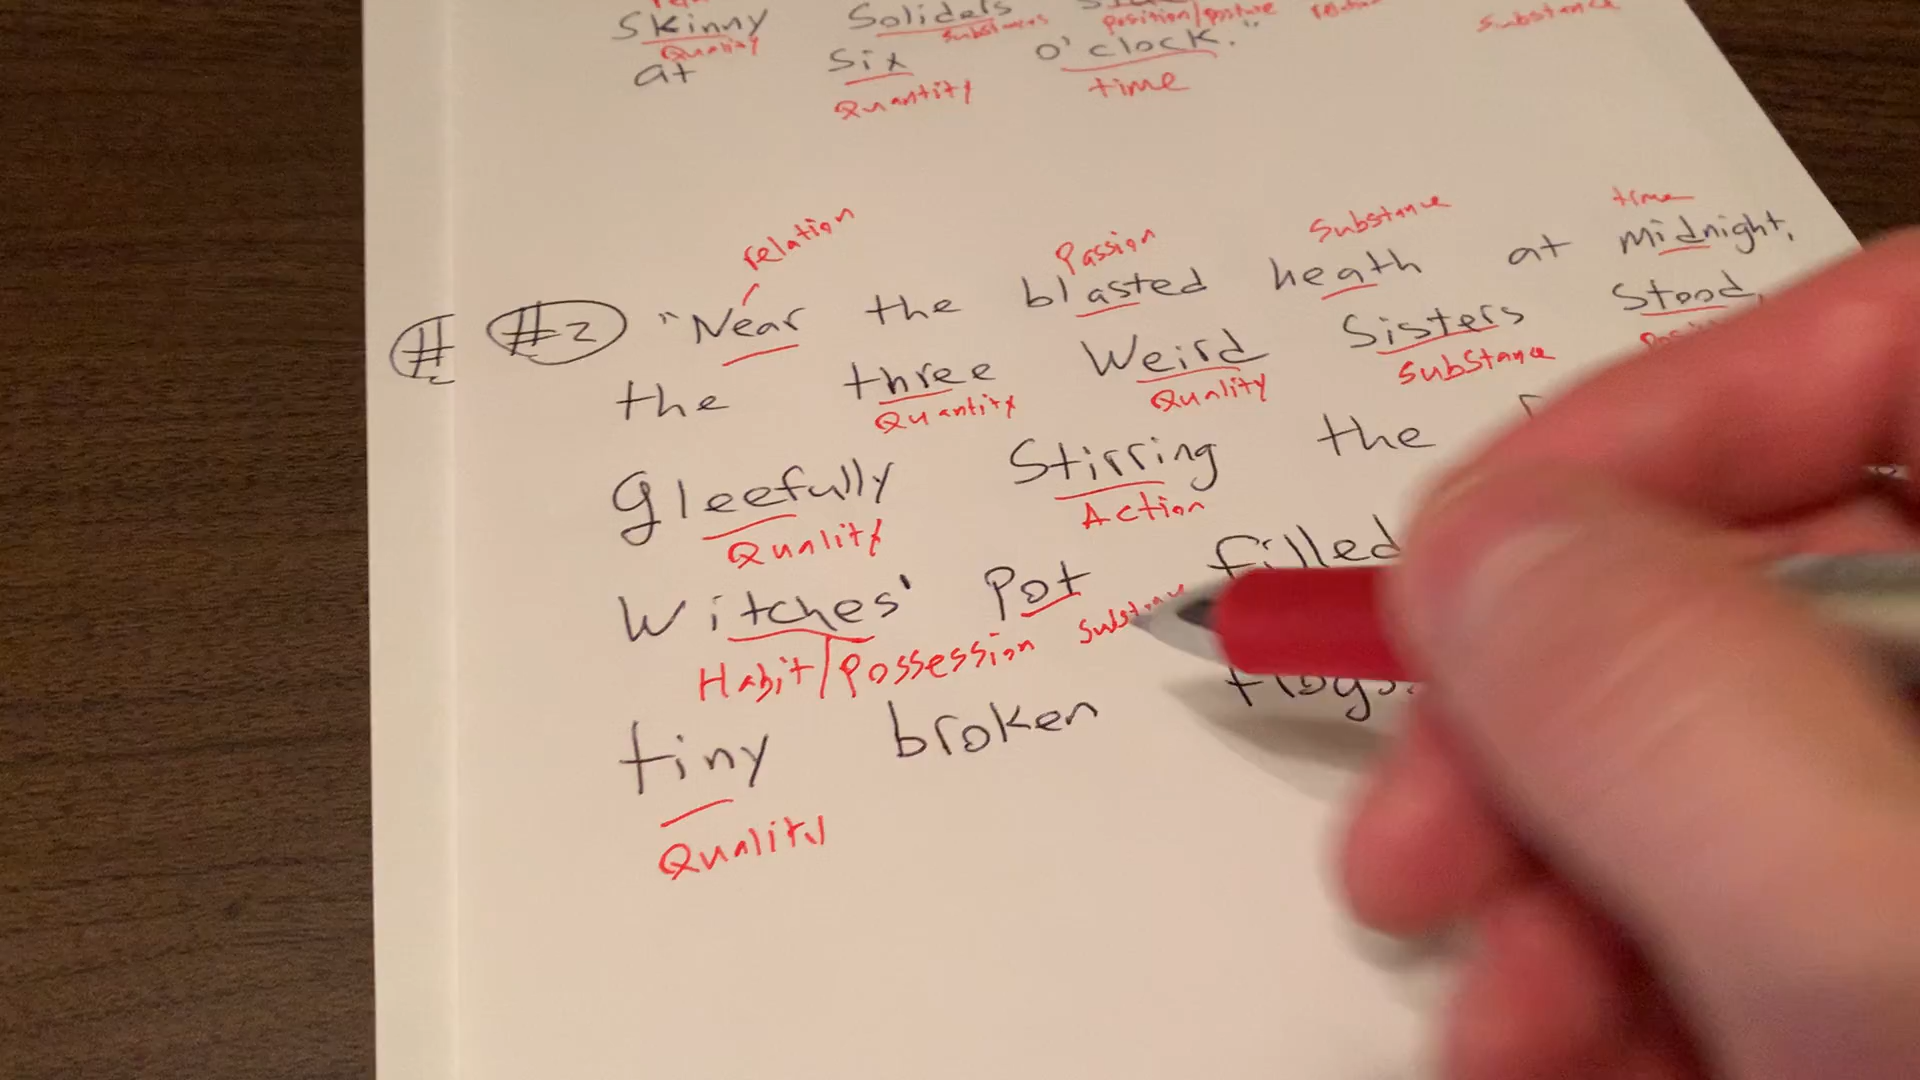 Skinny Soliders
Quality Substances position/posture Substance
at Six O'clock."
Quantity time
relation Passion Substance time
# #2 "Near the blasted heath at midnight,
the three Weird Sisters Stood,
Quantity Quality Substance
Gleefully Stirring the
Quality Action
Witches' Pot filled
Habit/Possession
tiny broken
Quality